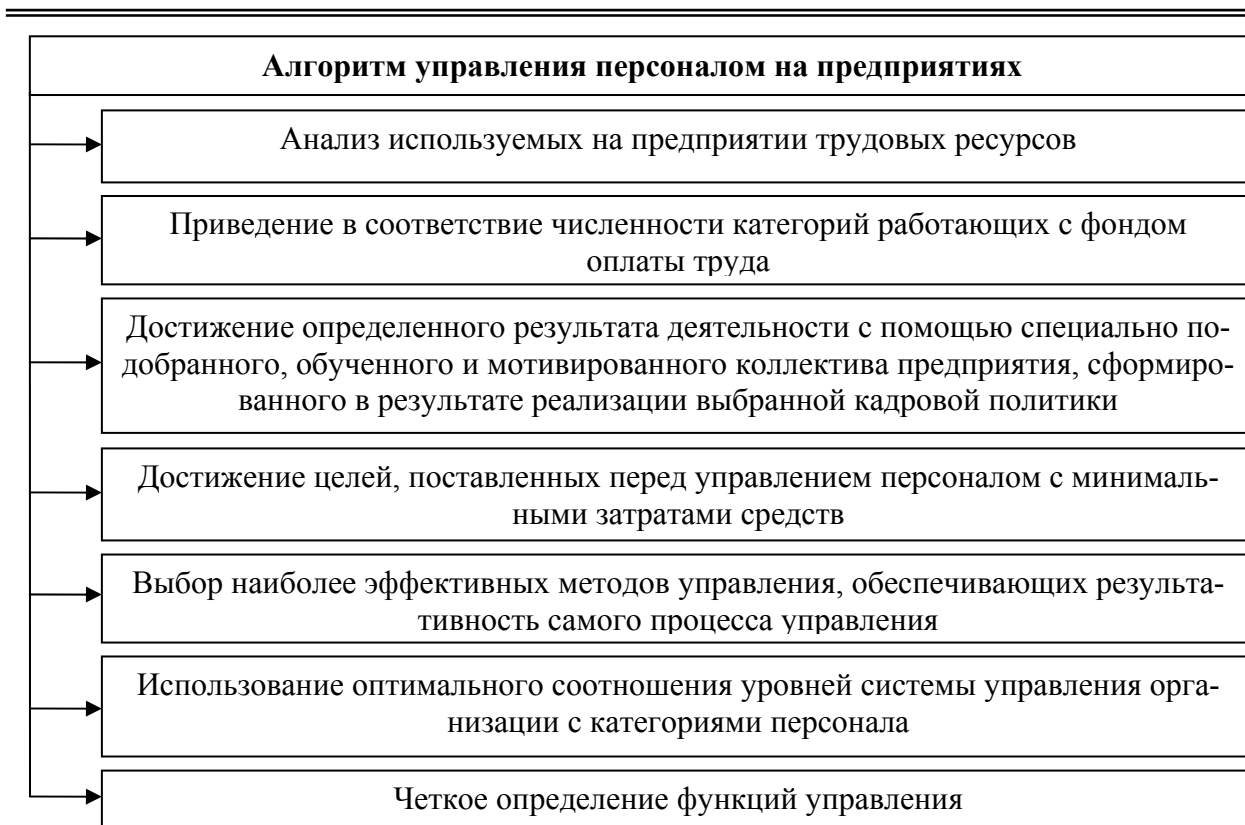 Алгоритм управления персоналом на предприятиях
Анализ используемых на предприятии трудовых ресурсов
Приведение в соответствие численности категорий работающих с фондом
оплаты труда
Достижение определенного результата деятельности с помощью специально по-
добранного, обученного и мотивированного коллектива предприятия, сформиро-
ванного в результате реализации выбранной кадровой политики
Достижение целей, поставленных перед управлением персоналом с минималь-
ными затратами средств
Выбор наиболее эффективных методов управления, обеспечивающих результа-
тивность самого процесса управления
Использование оптимального соотношения уровней системы управления орга-
низации с категориями персонала
Четкое определение функций управления